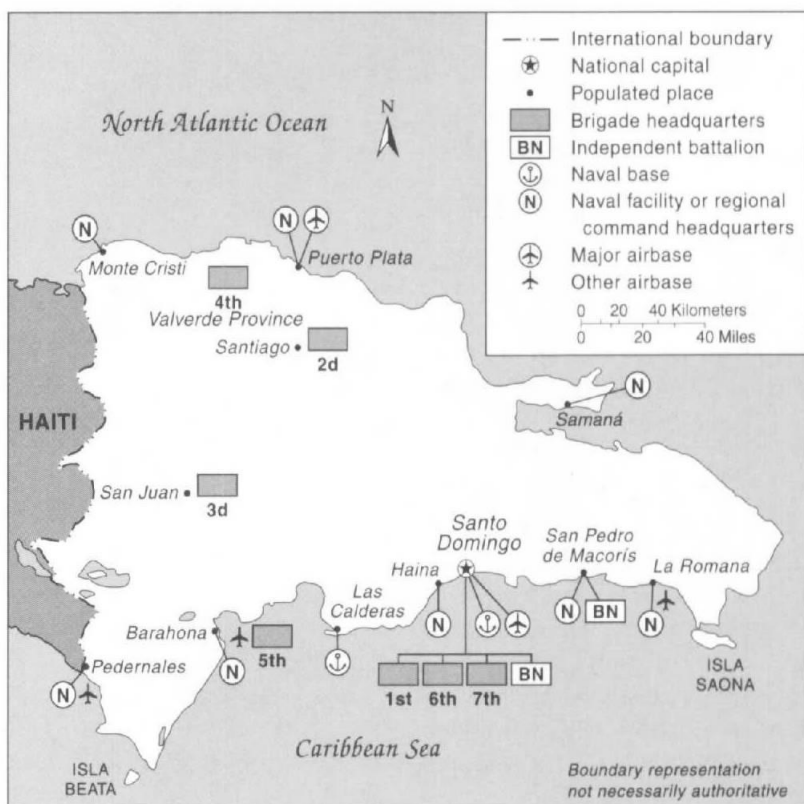 International boundary
National capital
Populated place
Brigade headquarters
BN Independent battalion
Naval base
N Naval facility or regional
command headquarters
Major airbase
Other airbase
0 20 40 Kilometers
0 20 40 Miles
N
North Atlantic Ocean
N
Monte Cristi
N
Puerto Plata
4th
Valverde Province
Santiago
2d
N
Samaná
HAITI
San Juan
3d
Santo
Domingo
San Pedro
de Macorís
La Romana
Haina
Las
Calderas
N
N
BN
N
Barahona
N
5th
Pedernales
N
1st
6th
7th
BN
ISLA
SAONA
Caribbean Sea
ISLA
BEATA
Boundary representation
not necessarily authoritative